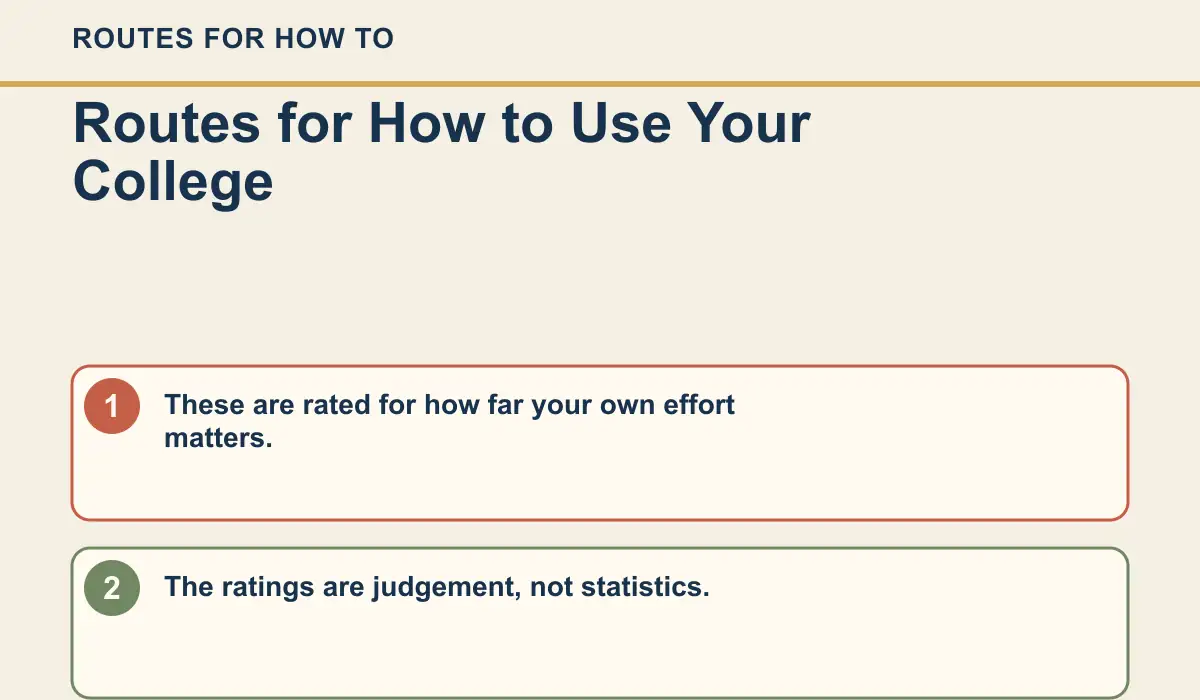 ROUTES FOR HOW TO
Routes for How to Use Your
College
1
These are rated for how far your own effort
matters.
2
The ratings are judgement, not statistics.